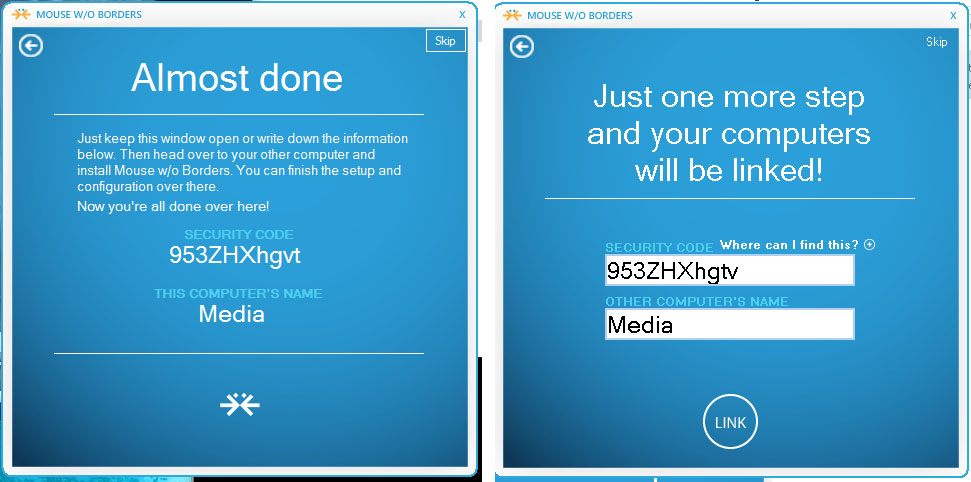 MOUSE W/O BORDERS
X
Skip
Almost done
Just keep this window open or write down the information
below. Then head over to your other computer and
install Mouse w/o Borders. You can finish the setup and
configuration over there.
Now you're all done over here!
SECURITY CODE
953ZHXhgvt
THIS COMPUTER'S NAME
Media
MOUSE W/O BORDERS
X
Skip
Just one more step
and your computers
will be linked!
SECURITY CODE Where can I find this?
953ZHXhgtv
OTHER COMPUTER'S NAME
Media
LINK